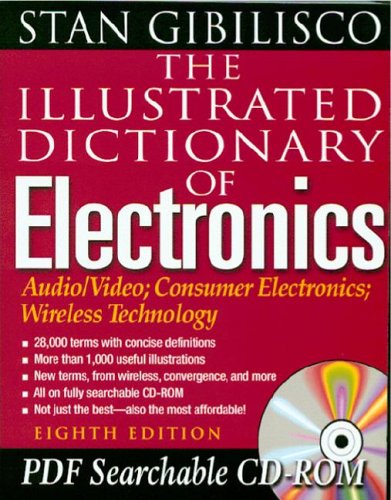 STAN GIBILISCO
THE
ILLUSTRATED
DICTIONARY
OF
Electronics
Audio/Video; Consumer Electronics;
Wireless Technology
28,000 terms with concise definitions
More than 1,000 useful illustrations
New terms, from wireless, convergence, and more
All on fully searchable CD-ROM
Not just the best—also the most affordable!
EIGHTH EDITION
PDF Searchable CD-ROM